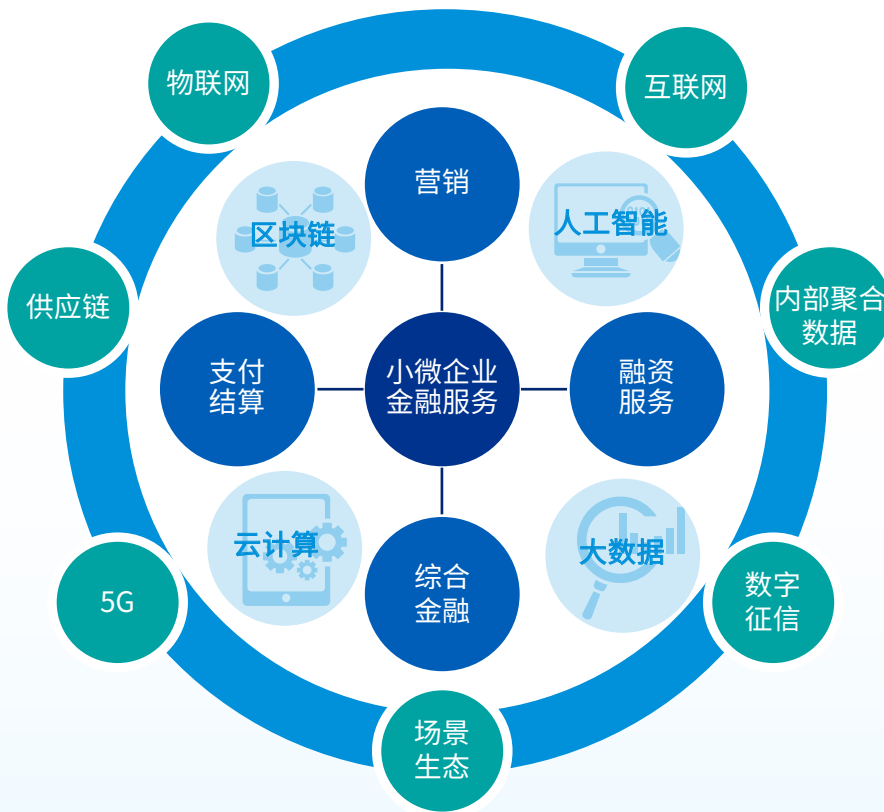 物联网
互联网
营销
区块链
人工智能
供应链
内部聚合
数据
支付
结算
小微企业
金融服务
融资
服务
云计算
大数据
5G
综合
金融
数字
征信
场景
生态